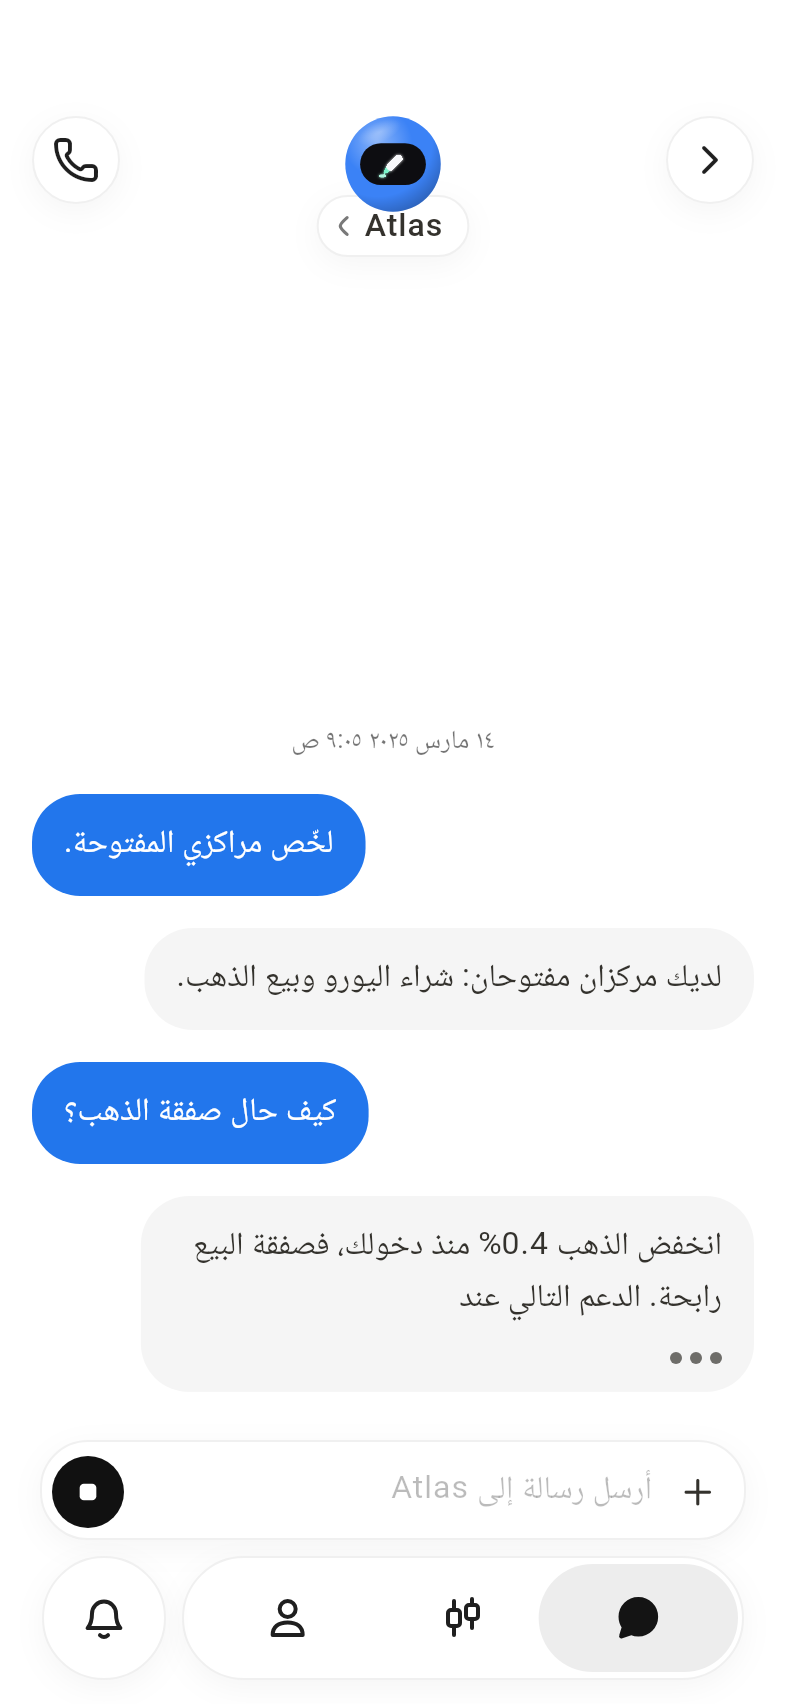 Atlas
١٤ مارس ٢٠٢٥ ٩:٠٥ ص
لخّص مراكزي المفتوحة.
لديك مركزان مفتوحان: شراء اليورو وبيع الذهب.
كيف حال صفقة الذهب؟
انخفض الذهب 0.4% منذ دخولك، فصفقة البيع
رابحة. الدعم التالي عند
أرسل رسالة إلى Atlas